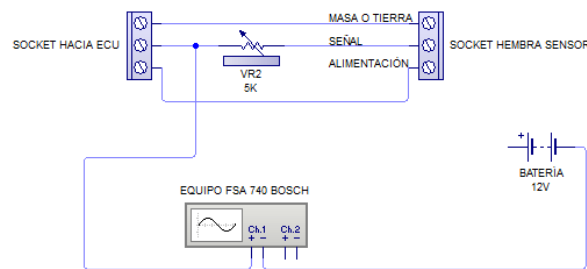 MASA O TIERRA
SOCKET HACIA ECU
SEÑAL
SOCKET HEMBRA SENSOR
ALIMENTACIÓN
VR2
5K
+
BATERÌA
12V
EQUIPO FSA 740 BOSCH
Ch.1 Ch.2
+ − + −